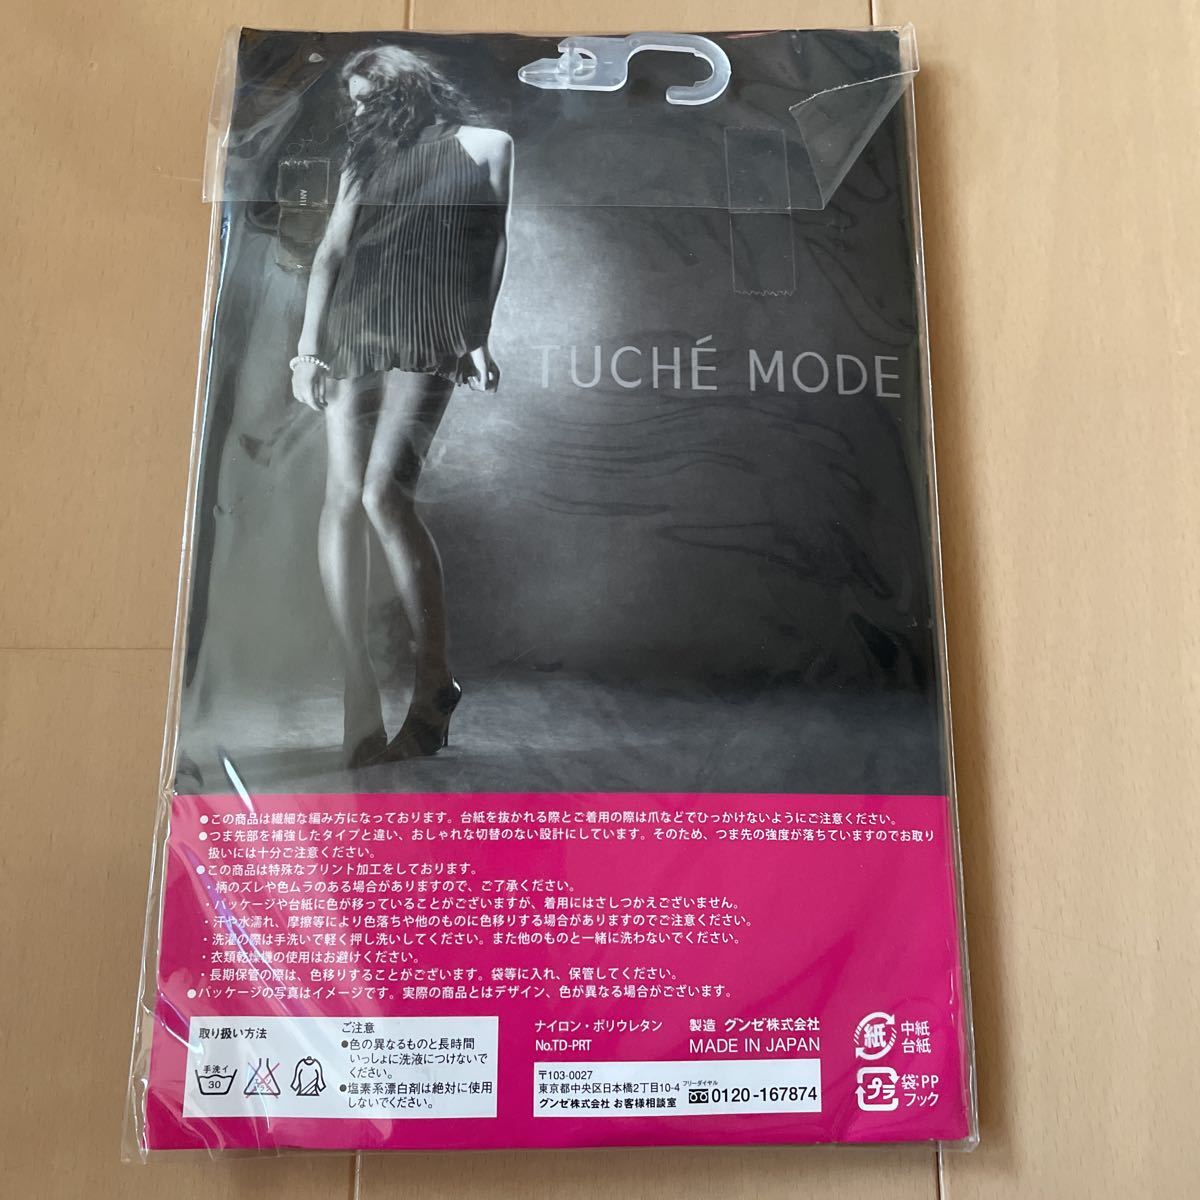 ANTI
TUCHÉ MODE
●この商品は繊細な編み方になっております。台紙を抜かれる際とご着用の際は爪などでひっかけないようにご注意ください。
●つま先部を補強したタイプと違い、おしゃれな切替のない設計にしています。そのため、つま先の強度が落ちていますのでお取り
扱いには十分ご注意ください。
●この商品は特殊なプリント加工をしております。
・柄のズレや色ムラのある場合がありますので、ご了承ください。
・パッケージや台紙に色が移っていることがございますが、着用にはさしつかえございません。
・汗や水濡れ、摩擦等により色落ちや他のものに色移りする場合がありますのでご注意ください。
・洗濯の際は手洗いで軽く押し洗いしてください。また他のものと一緒に洗わないでください。
・衣類乾燥機の使用はお避けください。
・長期保管の際は、色移りすることがございます。袋等に入れ、保管してください。
●パッケージの写真はイメージです。実際の商品とはデザイン、色が異なる場合がございます。
取り扱い方法
手洗イ
30
ご注意
●色の異なるものと長時間
いっしょに洗液につけないで
ください。
●塩素系漂白剤は絶対に使用
しないでください。
ナイロン・ポリウレタン
No.TD-PRT
製造 グンゼ株式会社
MADE IN JAPAN
〒103-0027
東京都中央区日本橋2丁目10-4
グンゼ株式会社 お客様相談室
フリーダイヤル
0120-167874
紙
中紙
台紙
プラ
袋:PP
フック